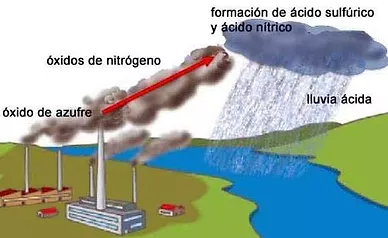 formación de ácido sulfúrico
y ácido nítrico
óxidos de nitrógeno
óxido de azufre
lluvia ácida